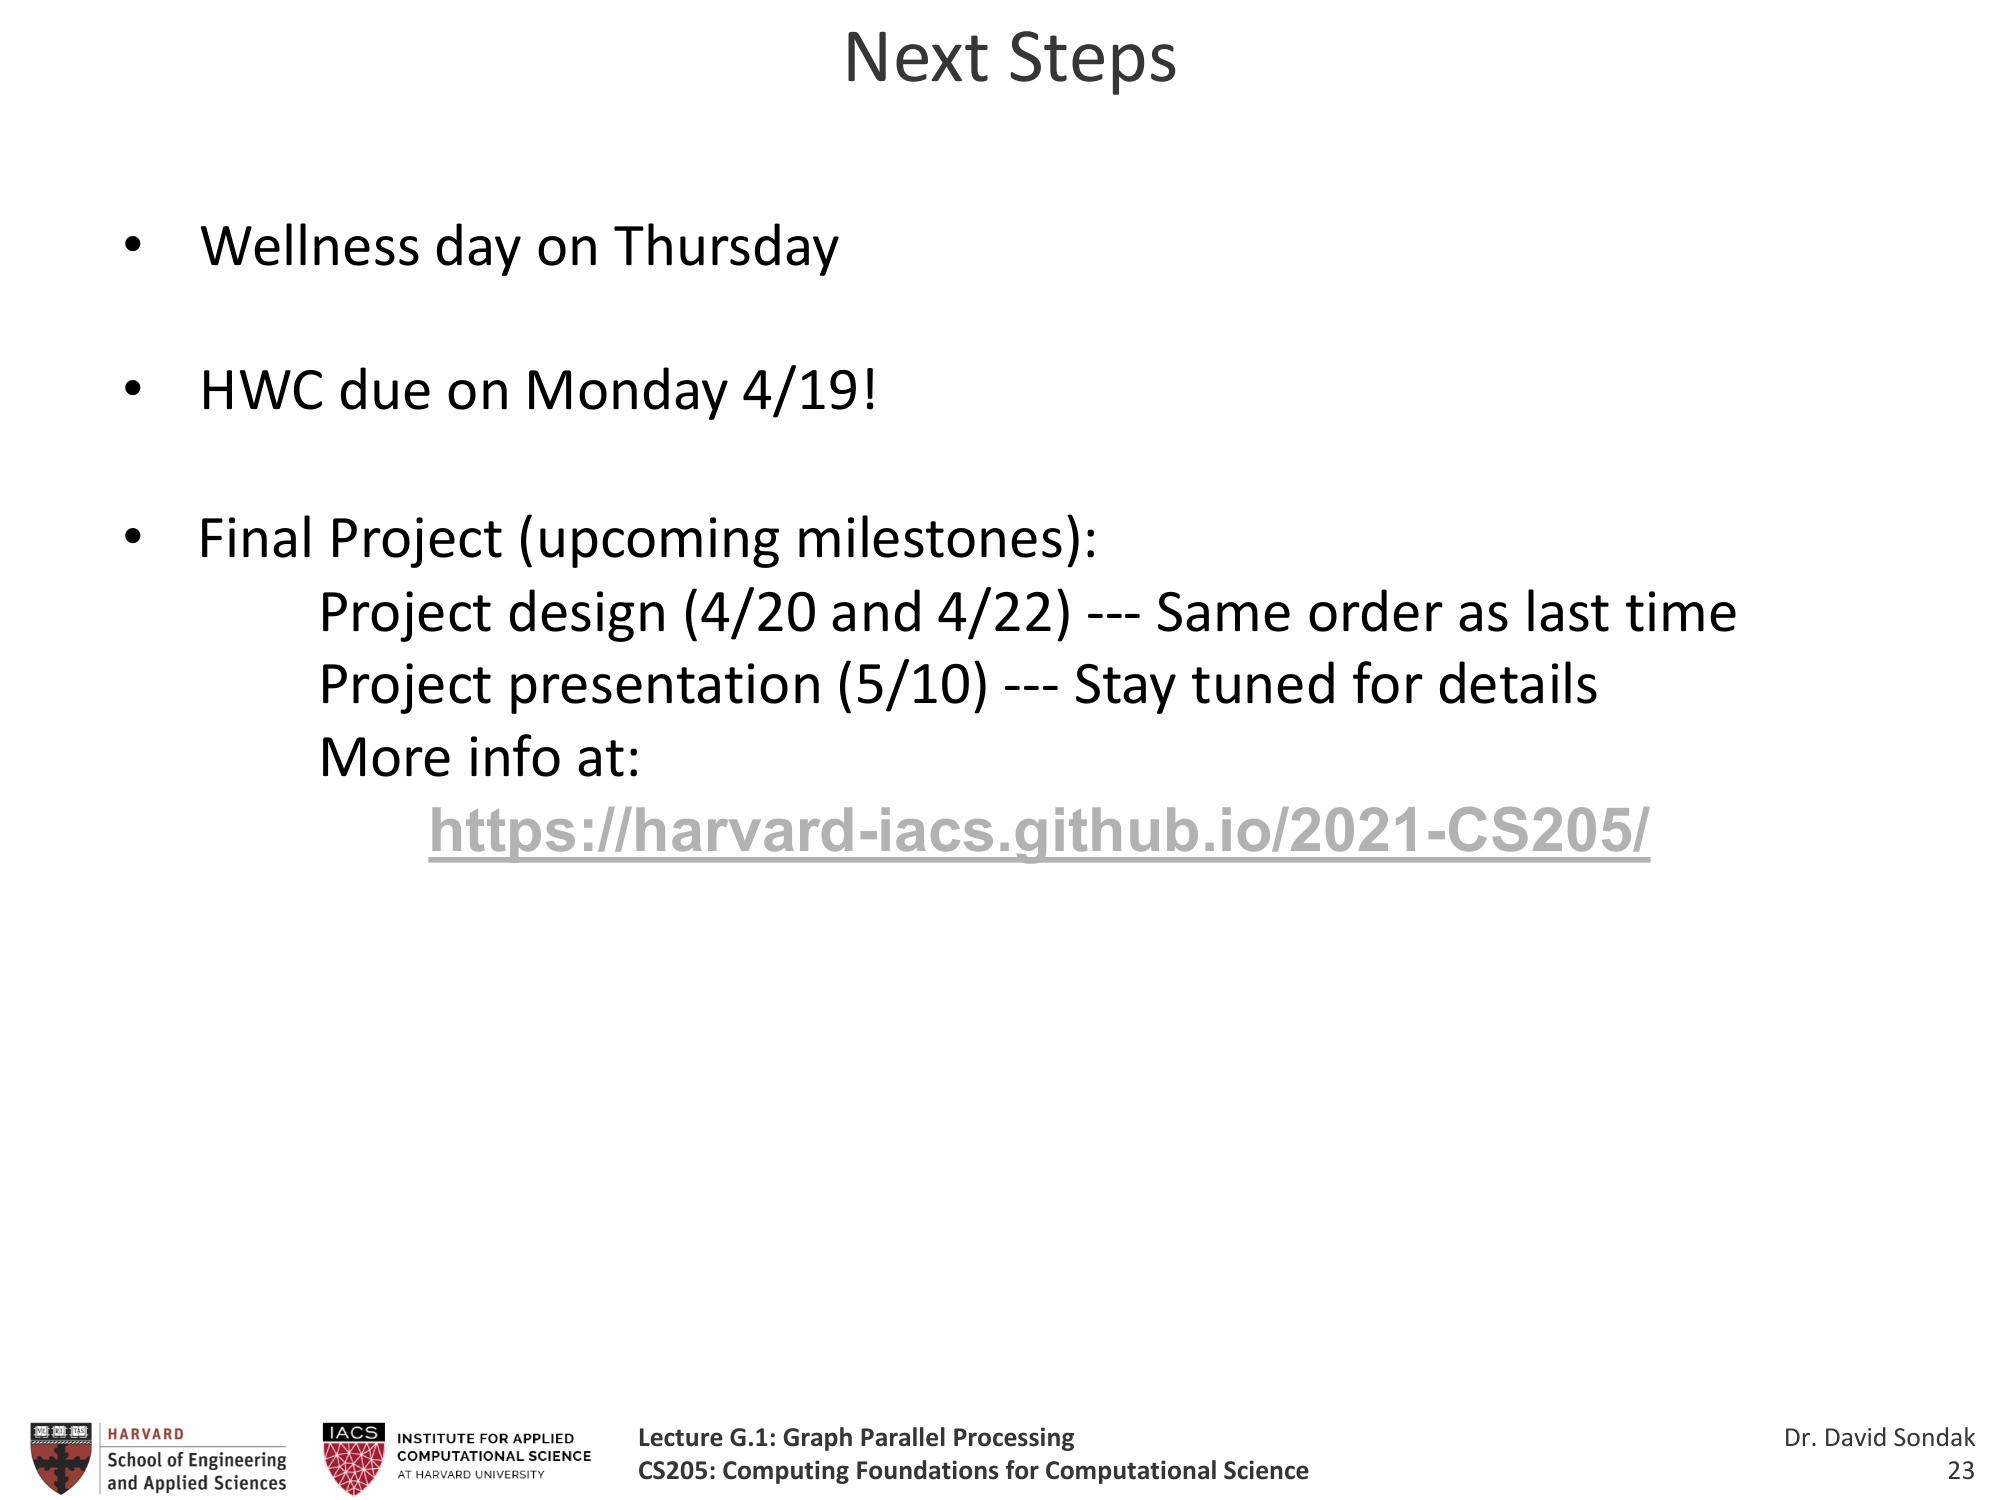 Next Steps
• Wellness day on Thursday
• HWC due on Monday 4/19!
• Final Project (upcoming milestones):
Project design (4/20 and 4/22) --- Same order as last time
Project presentation (5/10) --- Stay tuned for details
More info at:
https://harvard-iacs.github.io/2021-CS205/
HARVARD
School of Engineering
and Applied Sciences
IACS
INSTITUTE FOR APPLIED
COMPUTATIONAL SCIENCE
AT HARVARD UNIVERSITY
Lecture G.1: Graph Parallel Processing
CS205: Computing Foundations for Computational Science
Dr. David Sondak
23